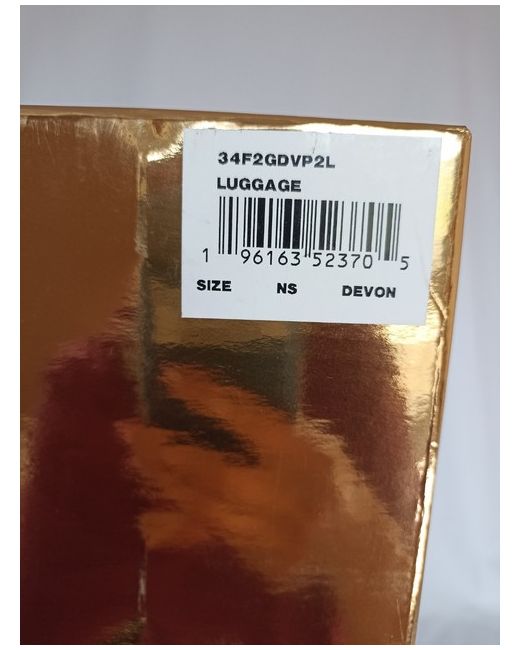 34F2GDVP2L
LUGGAGE
1 96163 52370 5
SIZE NS DEVON